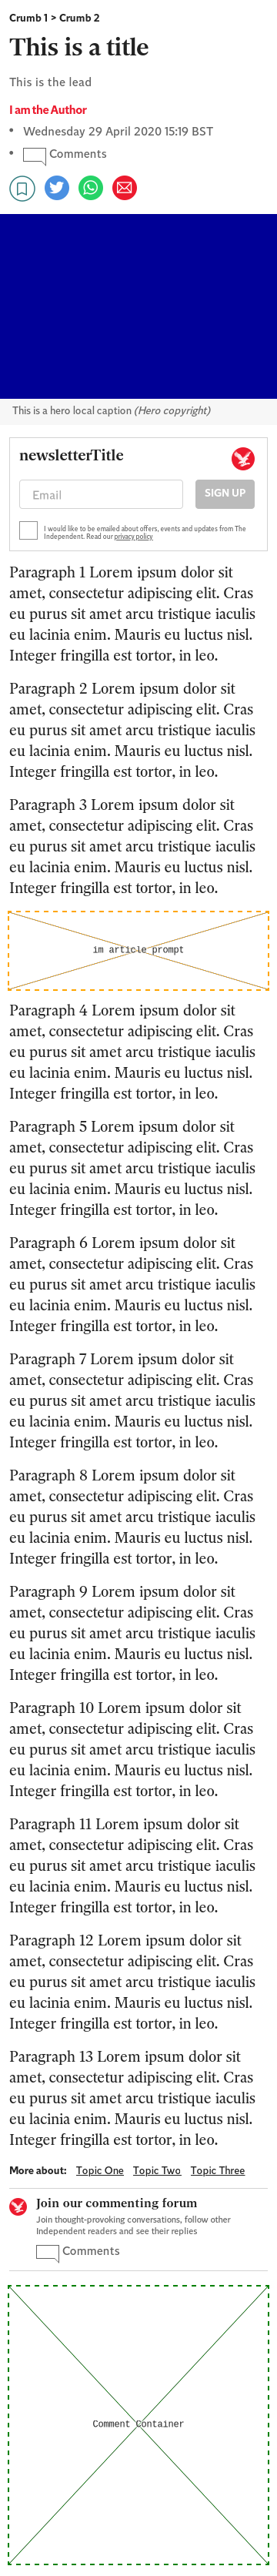 Crumb 1 > Crumb 2
This is a title
This is the lead
I am the Author
• Wednesday 29 April 2020 15:19 BST
• Comments
This is a hero local caption (Hero copyright)
newsletterTitle
Email
SIGN UP
I would like to be emailed about offers, events and updates from The
Independent. Read our privacy policy
Paragraph 1 Lorem ipsum dolor sit
amet, consectetur adipiscing elit. Cras
eu purus sit amet arcu tristique iaculis
eu lacinia enim. Mauris eu luctus nisl.
Integer fringilla est tortor, in leo.
Paragraph 2 Lorem ipsum dolor sit
amet, consectetur adipiscing elit. Cras
eu purus sit amet arcu tristique iaculis
eu lacinia enim. Mauris eu luctus nisl.
Integer fringilla est tortor, in leo.
Paragraph 3 Lorem ipsum dolor sit
amet, consectetur adipiscing elit. Cras
eu purus sit amet arcu tristique iaculis
eu lacinia enim. Mauris eu luctus nisl.
Integer fringilla est tortor, in leo.
im article prompt
Paragraph 4 Lorem ipsum dolor sit
amet, consectetur adipiscing elit. Cras
eu purus sit amet arcu tristique iaculis
eu lacinia enim. Mauris eu luctus nisl.
Integer fringilla est tortor, in leo.
Paragraph 5 Lorem ipsum dolor sit
amet, consectetur adipiscing elit. Cras
eu purus sit amet arcu tristique iaculis
eu lacinia enim. Mauris eu luctus nisl.
Integer fringilla est tortor, in leo.
Paragraph 6 Lorem ipsum dolor sit
amet, consectetur adipiscing elit. Cras
eu purus sit amet arcu tristique iaculis
eu lacinia enim. Mauris eu luctus nisl.
Integer fringilla est tortor, in leo.
Paragraph 7 Lorem ipsum dolor sit
amet, consectetur adipiscing elit. Cras
eu purus sit amet arcu tristique iaculis
eu lacinia enim. Mauris eu luctus nisl.
Integer fringilla est tortor, in leo.
Paragraph 8 Lorem ipsum dolor sit
amet, consectetur adipiscing elit. Cras
eu purus sit amet arcu tristique iaculis
eu lacinia enim. Mauris eu luctus nisl.
Integer fringilla est tortor, in leo.
Paragraph 9 Lorem ipsum dolor sit
amet, consectetur adipiscing elit. Cras
eu purus sit amet arcu tristique iaculis
eu lacinia enim. Mauris eu luctus nisl.
Integer fringilla est tortor, in leo.
Paragraph 10 Lorem ipsum dolor sit
amet, consectetur adipiscing elit. Cras
eu purus sit amet arcu tristique iaculis
eu lacinia enim. Mauris eu luctus nisl.
Integer fringilla est tortor, in leo.
Paragraph 11 Lorem ipsum dolor sit
amet, consectetur adipiscing elit. Cras
eu purus sit amet arcu tristique iaculis
eu lacinia enim. Mauris eu luctus nisl.
Integer fringilla est tortor, in leo.
Paragraph 12 Lorem ipsum dolor sit
amet, consectetur adipiscing elit. Cras
eu purus sit amet arcu tristique iaculis
eu lacinia enim. Mauris eu luctus nisl.
Integer fringilla est tortor, in leo.
Paragraph 13 Lorem ipsum dolor sit
amet, consectetur adipiscing elit. Cras
eu purus sit amet arcu tristique iaculis
eu lacinia enim. Mauris eu luctus nisl.
Integer fringilla est tortor, in leo.
More about: Topic One Topic Two Topic Three
Join our commenting forum
Join thought-provoking conversations, follow other
Independent readers and see their replies
Comments
Comment Container